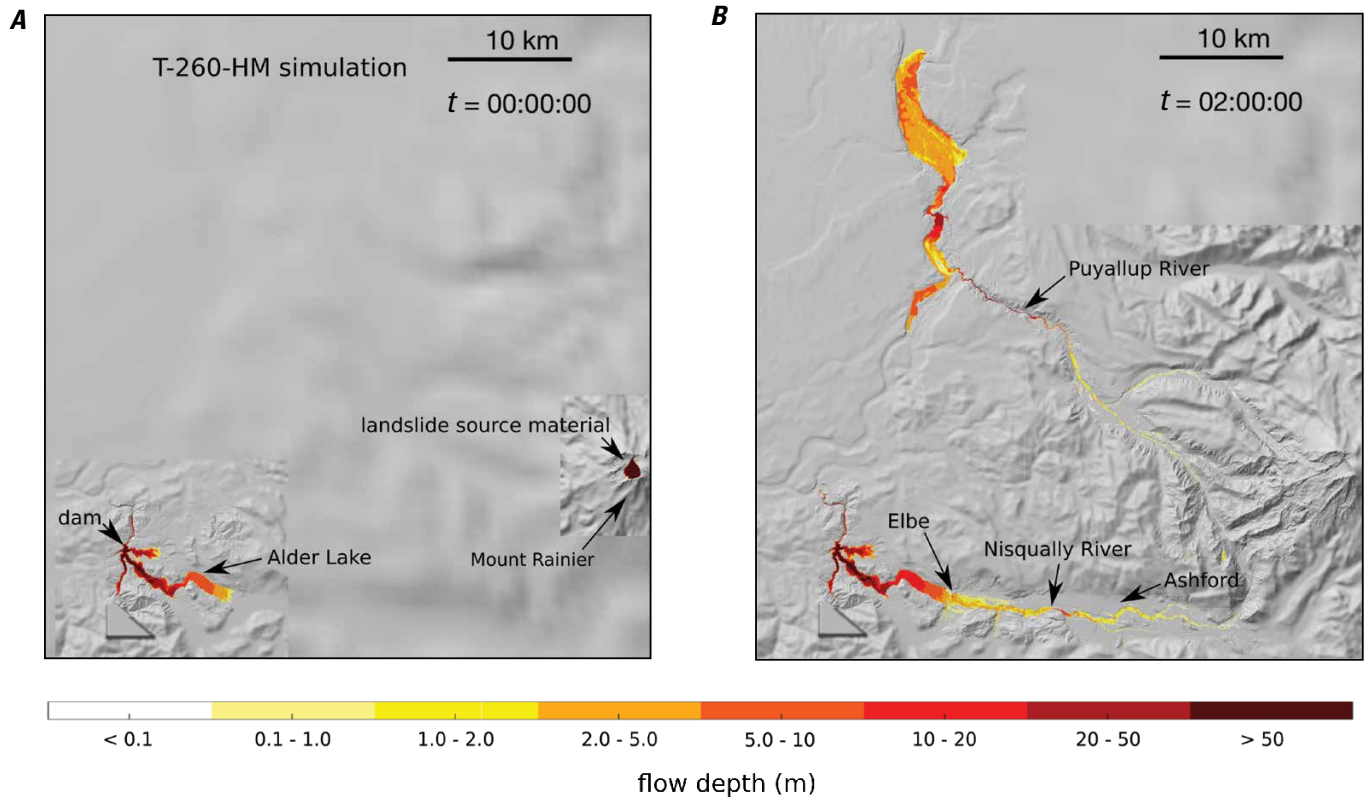 A
T-260-HM simulation
10 km
t = 00:00:00
landslide source material
Mount Rainier
dam
Alder Lake
B
10 km
t = 02:00:00
Puyallup River
Elbe
Nisqually River
Ashford
< 0.1
0.1 - 1.0
1.0 - 2.0
2.0 - 5.0
5.0 - 10
10 - 20
20 - 50
> 50
flow depth (m)